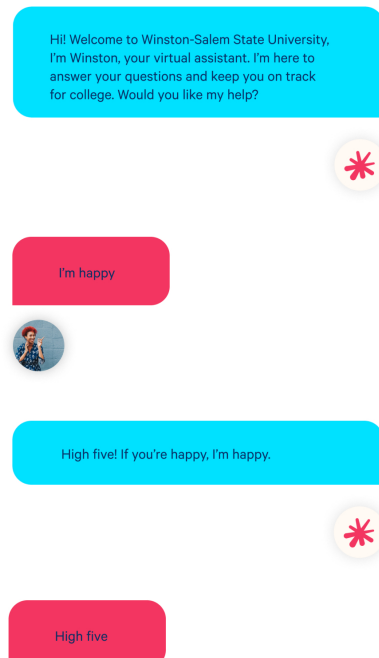 Hi! Welcome to Winston-Salem State University,
I'm Winston, your virtual assistant. I'm here to
answer your questions and keep you on track
for college. Would you like my help?
I'm happy
High five! If you're happy, I'm happy.
High five